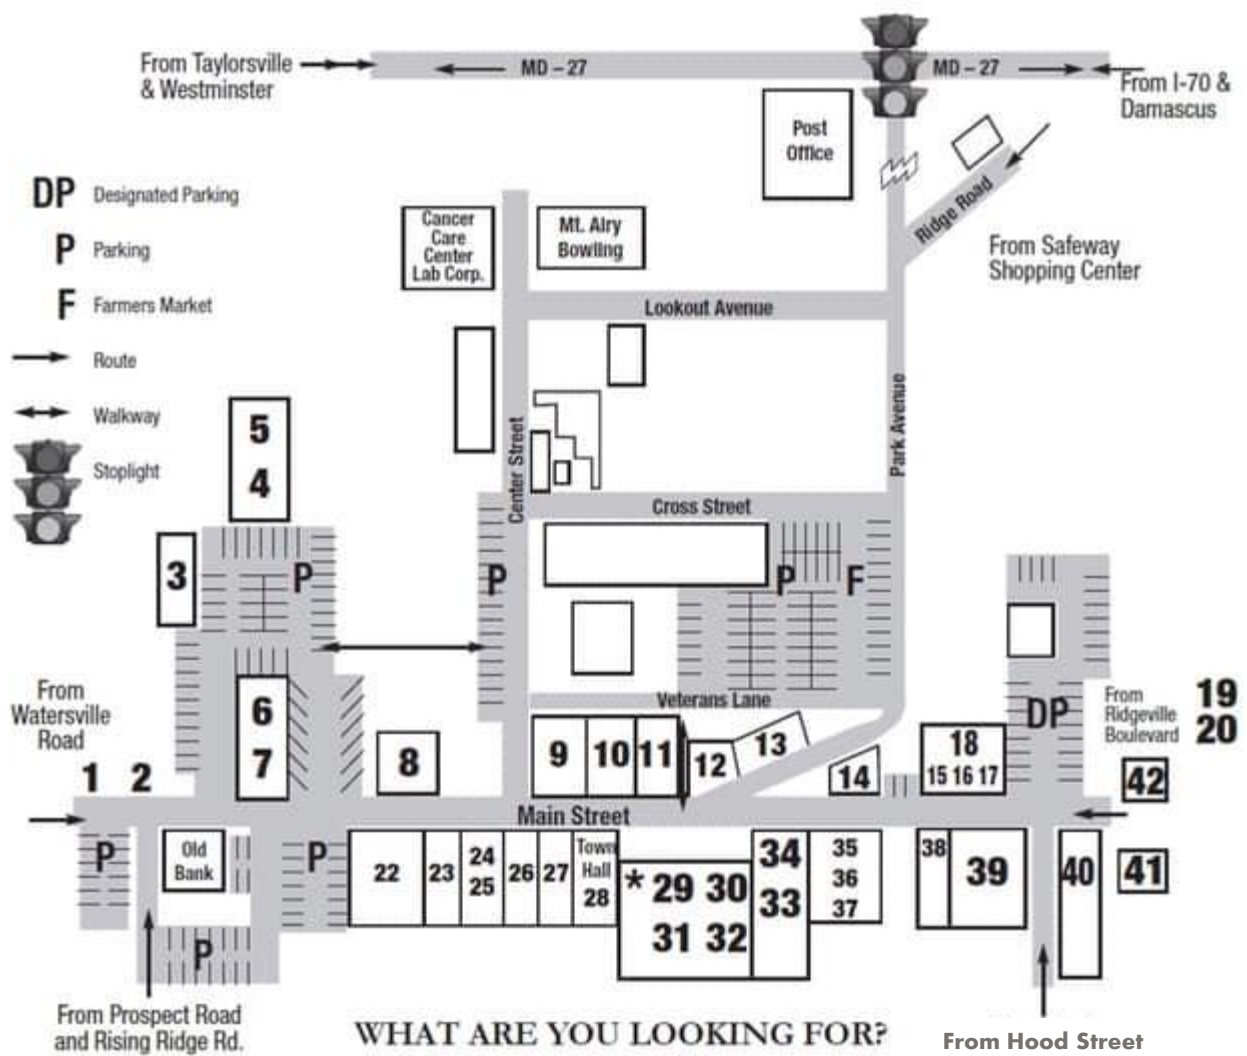 From Taylorsville
& Westminster
MD – 27
MD – 27
From I-70 &
Damascus
Post
Office
Ridge Road
From Safeway
Shopping Center
DP Designated Parking
P Parking
F Farmers Market
Route
Walkway
Stoplight
Cancer
Care
Center
Lab Corp.
Mt. Airy
Bowling
Lookout Avenue
Center Street
Park Avenue
Cross Street
5
4
3
P
P
P
F
6
7
8
From
Watersville
Road
1 2
Veterans Lane
9 10 11 12 13
14
18
15 16 17
DP
From
Ridgeville
Boulevard
19
20
42
Main Street
P
Old
Bank
P
P
22
23
24
25
26
27
Town
Hall
28
* 29 30
31 32
34
33
35
36
37
38
39
40
41
From Prospect Road
and Rising Ridge Rd.
WHAT ARE YOU LOOKING FOR?
From Hood Street